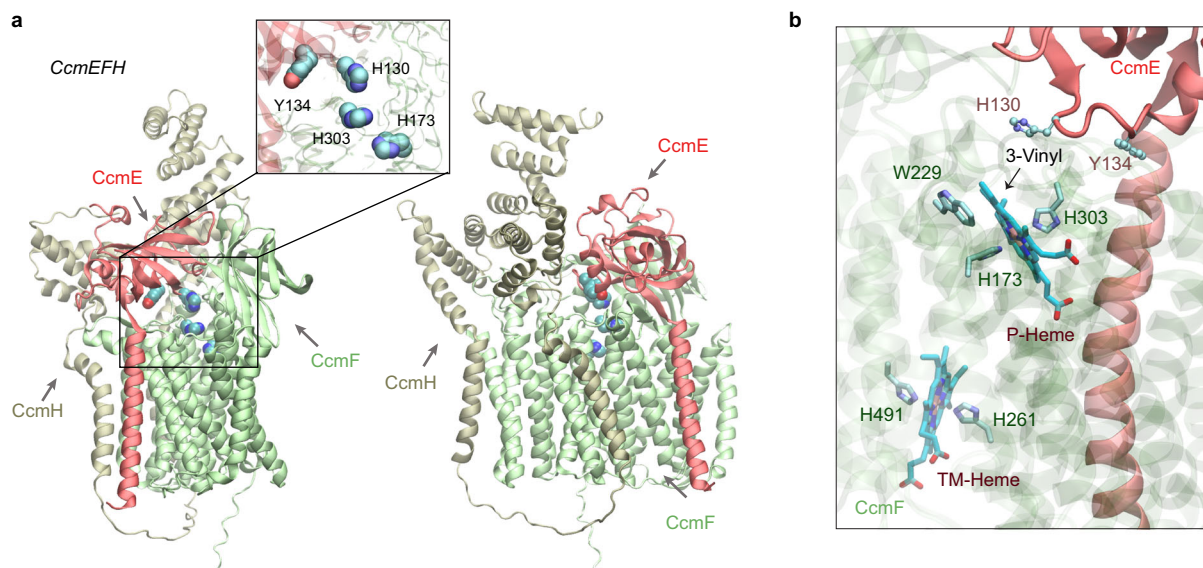 a
CcmEFH
H130
Y134
H173
H303
CcmE
CcmF
CcmH
CcmE
CcmH
CcmF
b
CcmE
H130
3-Vinyl
Y134
W229
H303
H173
P-Heme
H491
H261
TM-Heme
CcmF